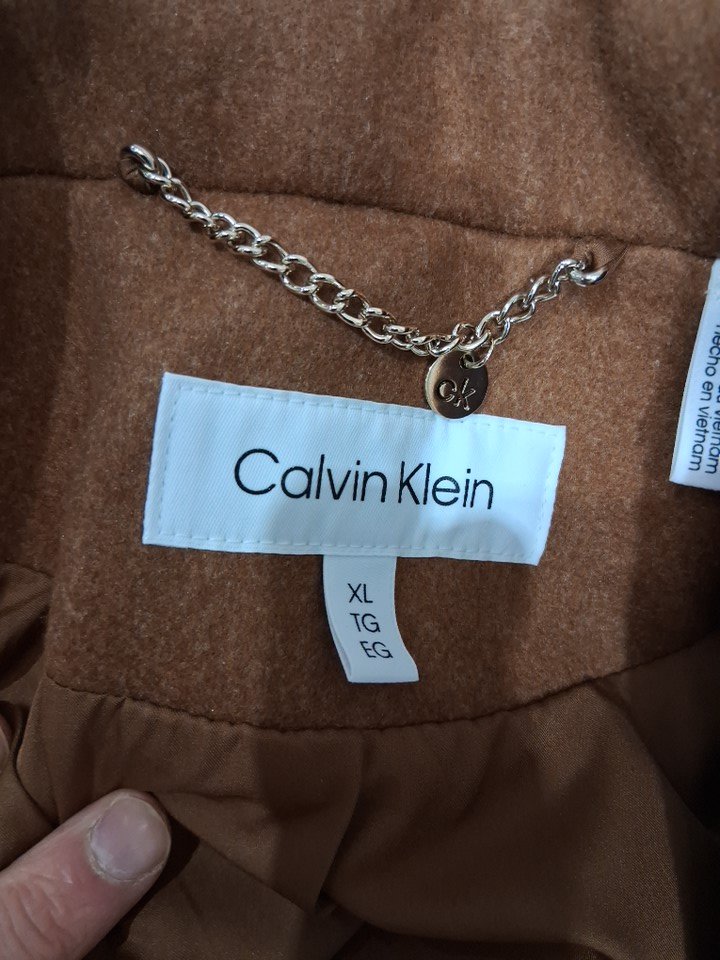 ck
Calvin Klein
XL
TG
EG
hecho en vietnam